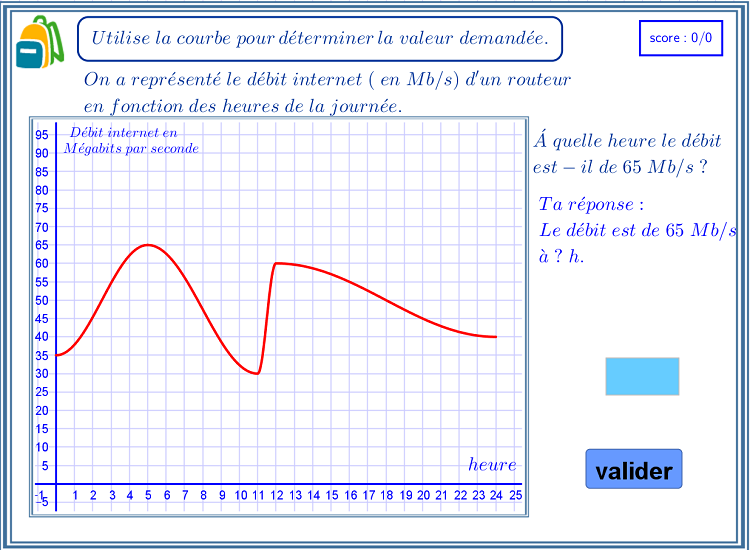 Utilise la courbe pour déterminer la valeur demandée.
score : 0/0
On a représenté le débit internet ( en Mb/s) d'un routeur
en fonction des heures de la journée.
Débit internet en
Mégabits par seconde
95
90
85
80
75
70
65
60
55
50
45
40
35
30
25
20
15
10
5
-5
heure
-1 1 2 3 4 5 6 7 8 9 10 11 12 13 14 15 16 17 18 19 20 21 22 23 24 25
Á quelle heure le débit
est – il de 65 Mb/s ?
Ta réponse :
Le débit est de 65 Mb/s
à ? h.
valider